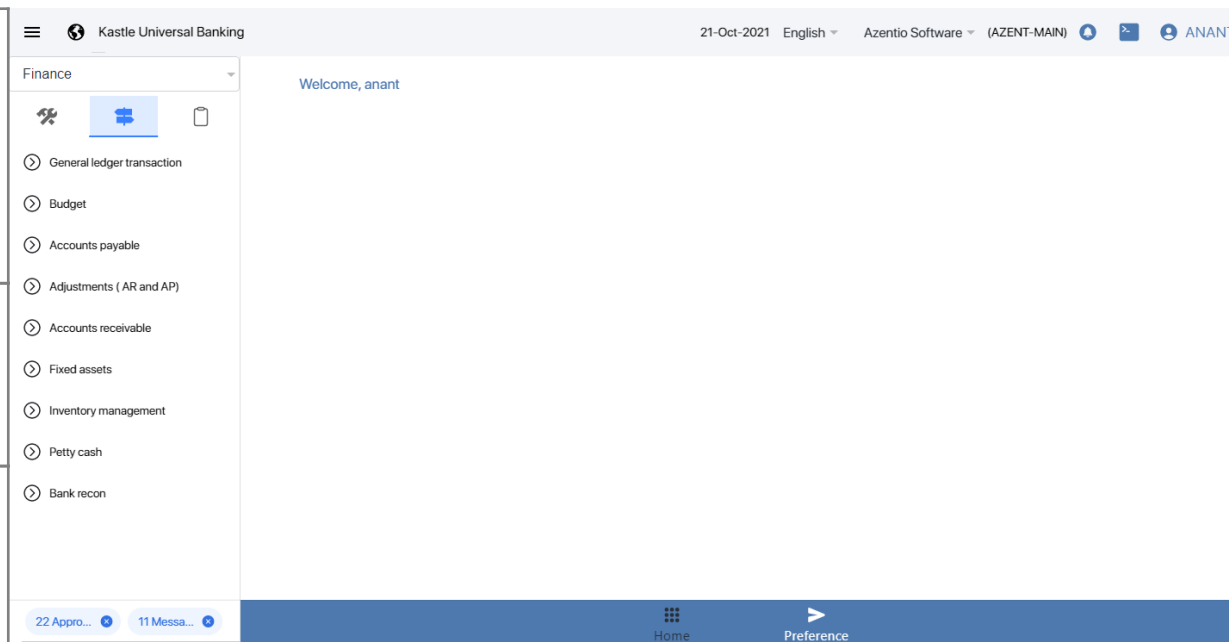 Kastle Universal Banking
21-Oct-2021 English Azentio Software (AZENT-MAIN) ANANT
Finance
Welcome, anant
General ledger transaction
Budget
Accounts payable
Adjustments ( AR and AP)
Accounts receivable
Fixed assets
Inventory management
Petty cash
Bank recon
22 Appro... 11 Messa...
Home Preference